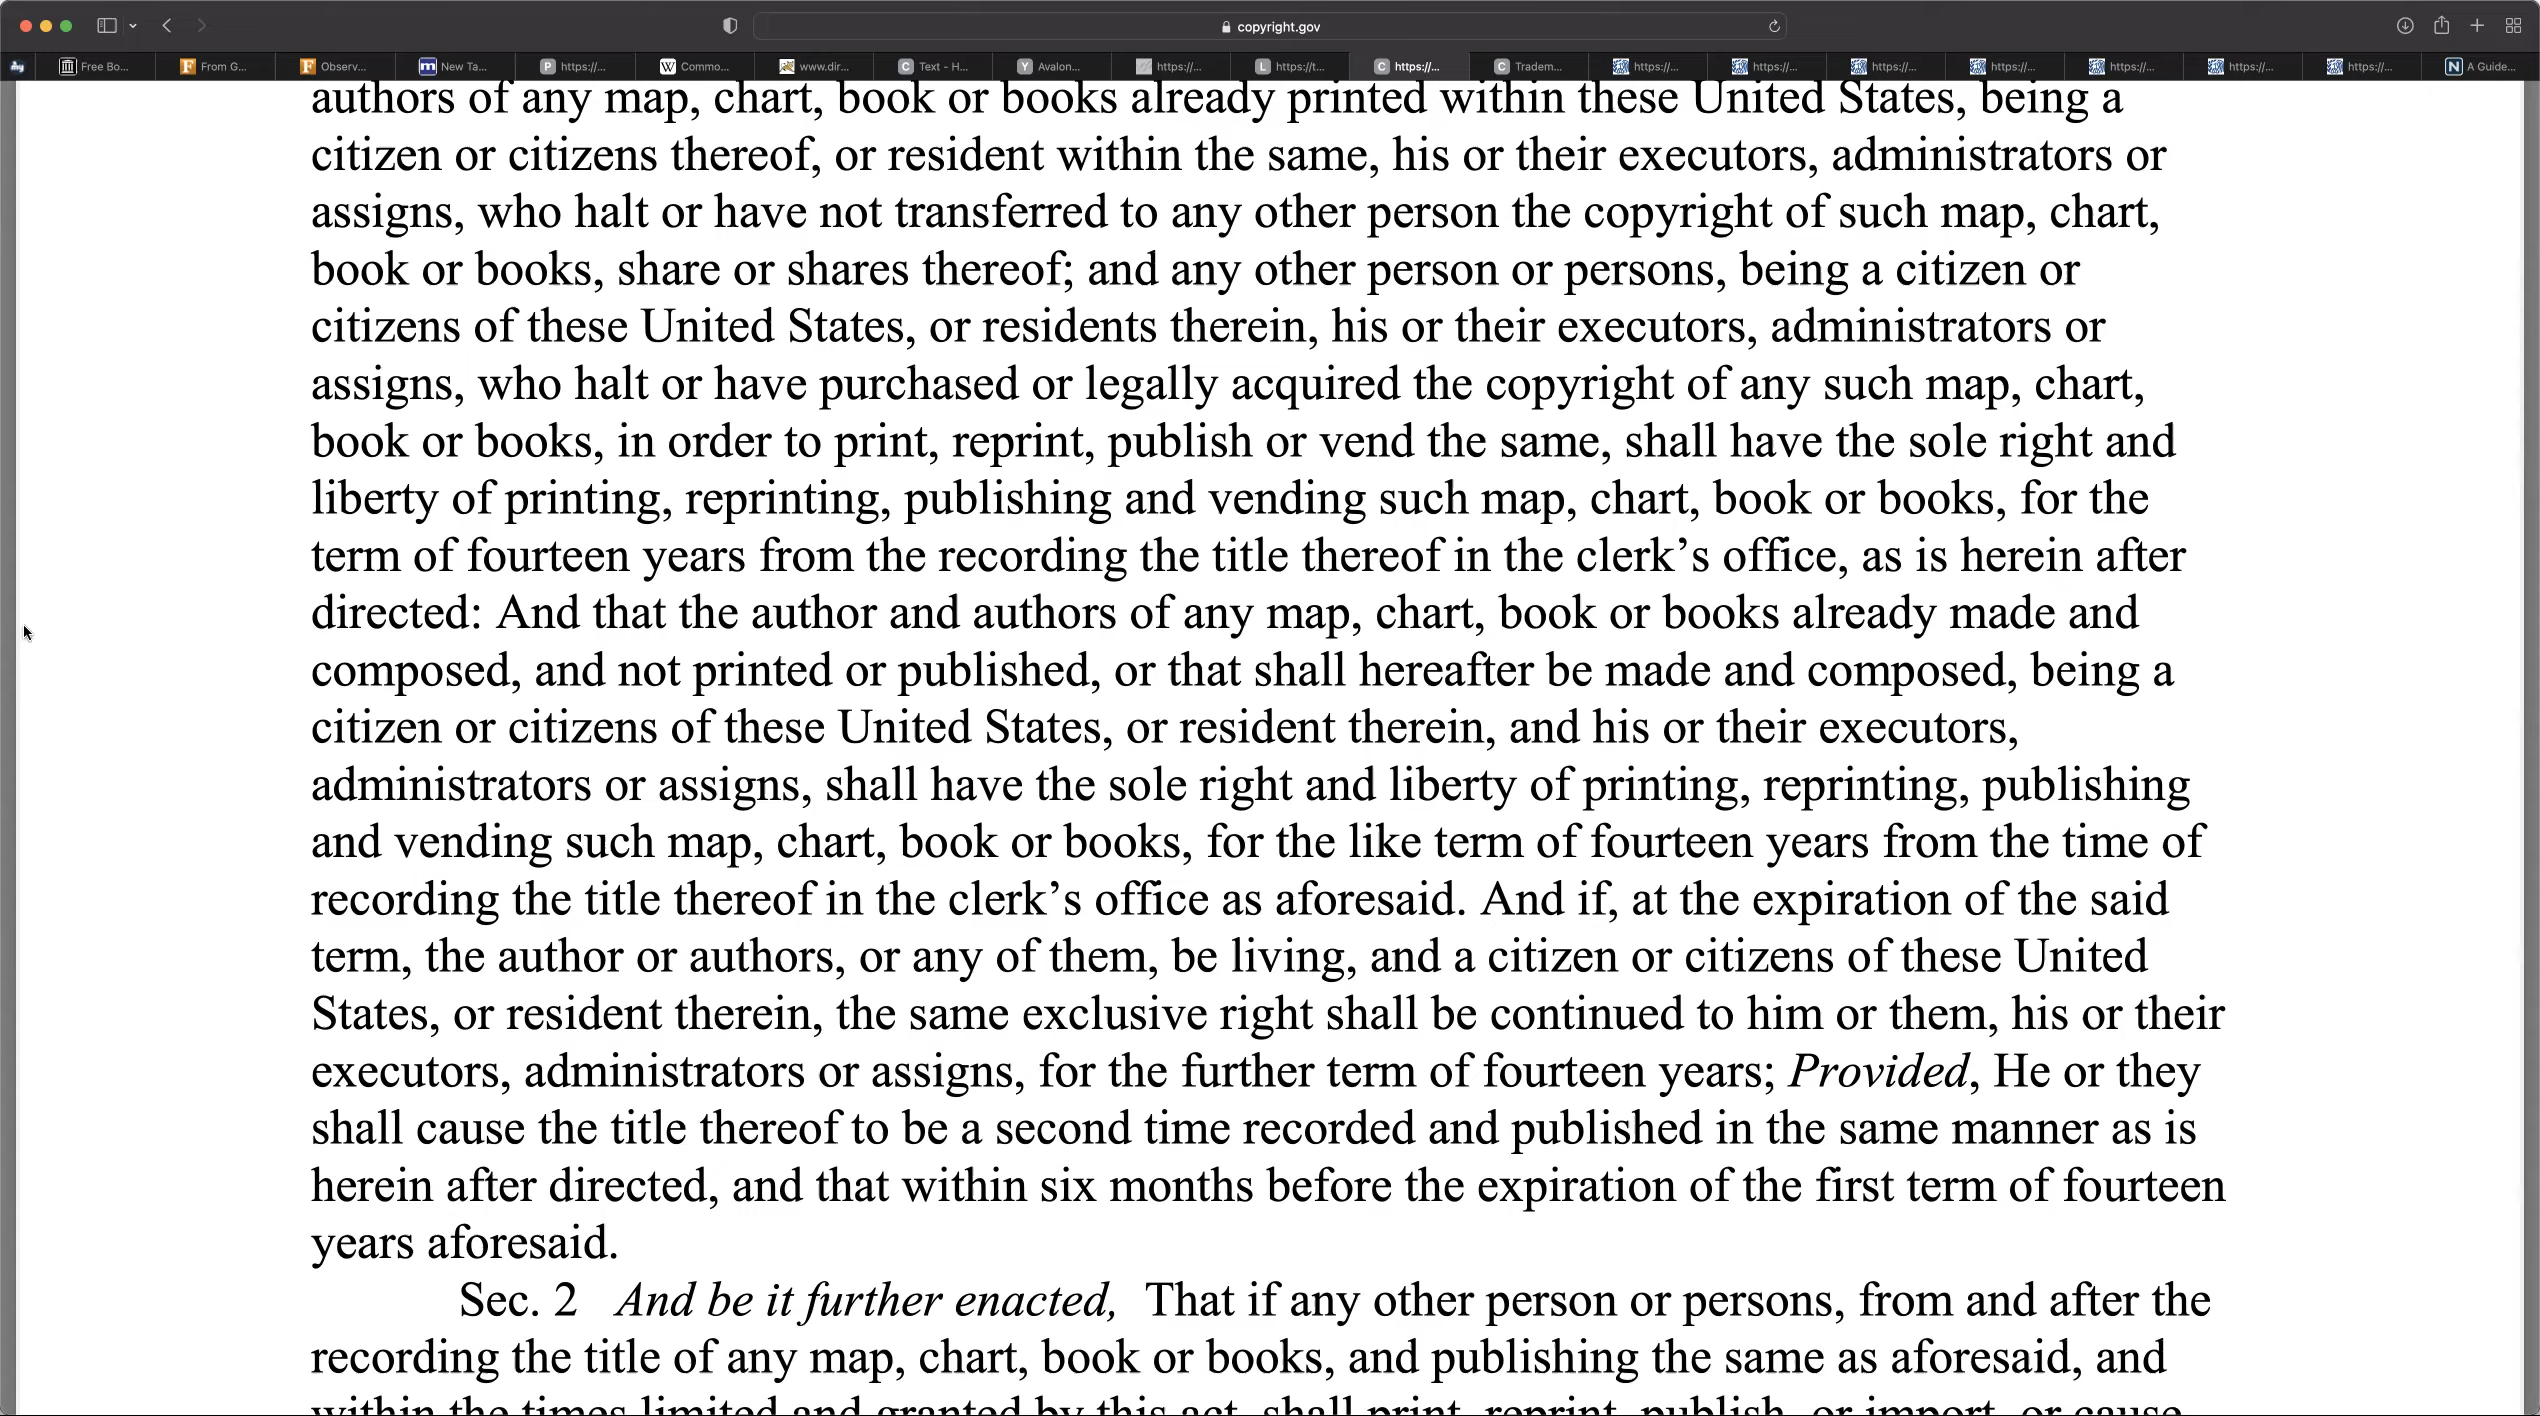 copyright.gov
Free Bo... From G... Observ... New Ta... https://... Commo... www.dir... Text - H... Avalon... https://... https://t... https://... Tradem... https://... https://... https://... https://... https://... https://... https://... A Guide...
authors of any map, chart, book or books already printed within these United States, being a
citizen or citizens thereof, or resident within the same, his or their executors, administrators or
assigns, who halt or have not transferred to any other person the copyright of such map, chart,
book or books, share or shares thereof; and any other person or persons, being a citizen or
citizens of these United States, or residents therein, his or their executors, administrators or
assigns, who halt or have purchased or legally acquired the copyright of any such map, chart,
book or books, in order to print, reprint, publish or vend the same, shall have the sole right and
liberty of printing, reprinting, publishing and vending such map, chart, book or books, for the
term of fourteen years from the recording the title thereof in the clerk’s office, as is herein after
directed: And that the author and authors of any map, chart, book or books already made and
composed, and not printed or published, or that shall hereafter be made and composed, being a
citizen or citizens of these United States, or resident therein, and his or their executors,
administrators or assigns, shall have the sole right and liberty of printing, reprinting, publishing
and vending such map, chart, book or books, for the like term of fourteen years from the time of
recording the title thereof in the clerk’s office as aforesaid. And if, at the expiration of the said
term, the author or authors, or any of them, be living, and a citizen or citizens of these United
States, or resident therein, the same exclusive right shall be continued to him or them, his or their
executors, administrators or assigns, for the further term of fourteen years; Provided, He or they
shall cause the title thereof to be a second time recorded and published in the same manner as is
herein after directed, and that within six months before the expiration of the first term of fourteen
years aforesaid.
Sec. 2 And be it further enacted, That if any other person or persons, from and after the
recording the title of any map, chart, book or books, and publishing the same as aforesaid, and
within the times limited and granted by this act, shall print, reprint, publish, or import, or cause